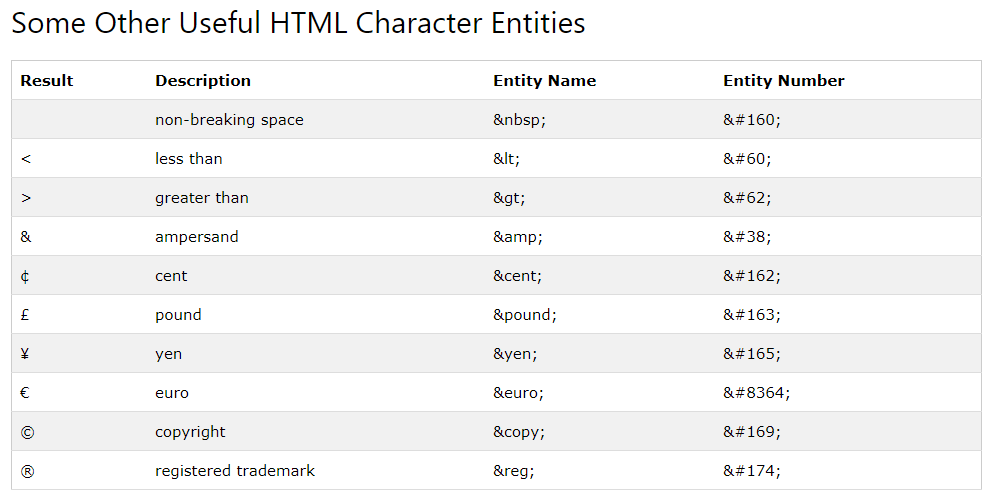 Some Other Useful HTML Character Entities
Result Description Entity Name Entity Number
non-breaking space &nbsp; &#160;
< less than &lt; &#60;
> greater than &gt; &#62;
& ampersand &amp; &#38;
¢ cent &cent; &#162;
£ pound &pound; &#163;
¥ yen &yen; &#165;
€ euro &euro; &#8364;
© copyright &copy; &#169;
® registered trademark &reg; &#174;